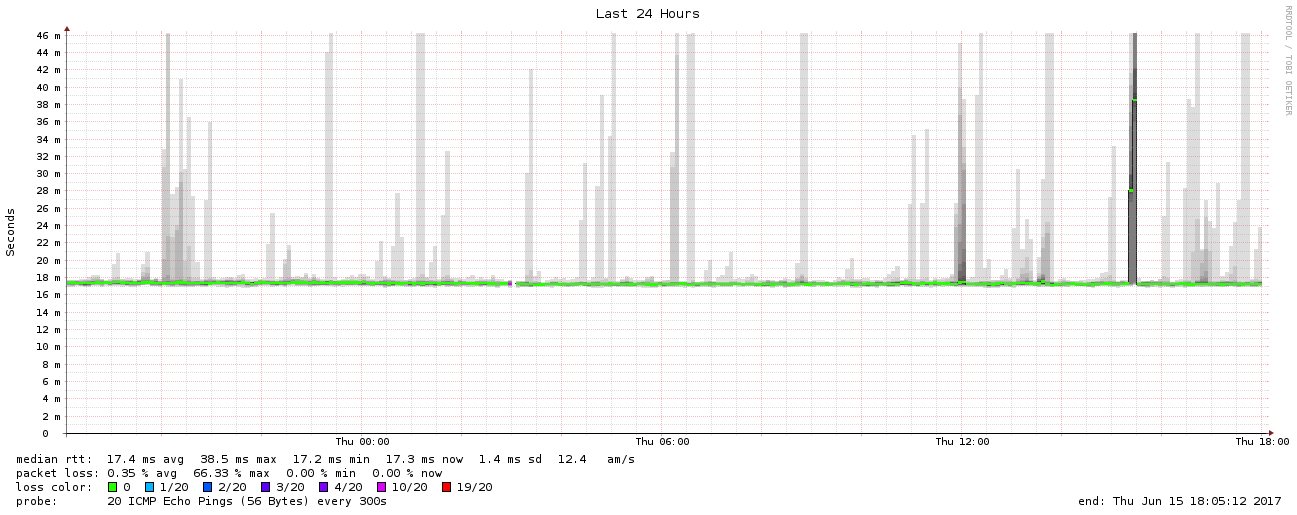 Last 24 Hours
RRDTOOL / TOBI OETIKER
Seconds
46 m
44 m
42 m
40 m
38 m
36 m
34 m
32 m
30 m
28 m
26 m
24 m
22 m
20 m
18 m
16 m
14 m
12 m
10 m
8 m
6 m
4 m
2 m
0
Thu 00:00 Thu 06:00 Thu 12:00 Thu 18:00
median rtt: 17.4 ms avg 38.5 ms max 17.2 ms min 17.3 ms now 1.4 ms sd 12.4 am/s
packet loss: 0.35 % avg 66.33 % max 0.00 % min 0.00 % now
loss color: 0 1/20 2/20 3/20 4/20 10/20 19/20
probe: 20 ICMP Echo Pings (56 Bytes) every 300s end: Thu Jun 15 18:05:12 2017